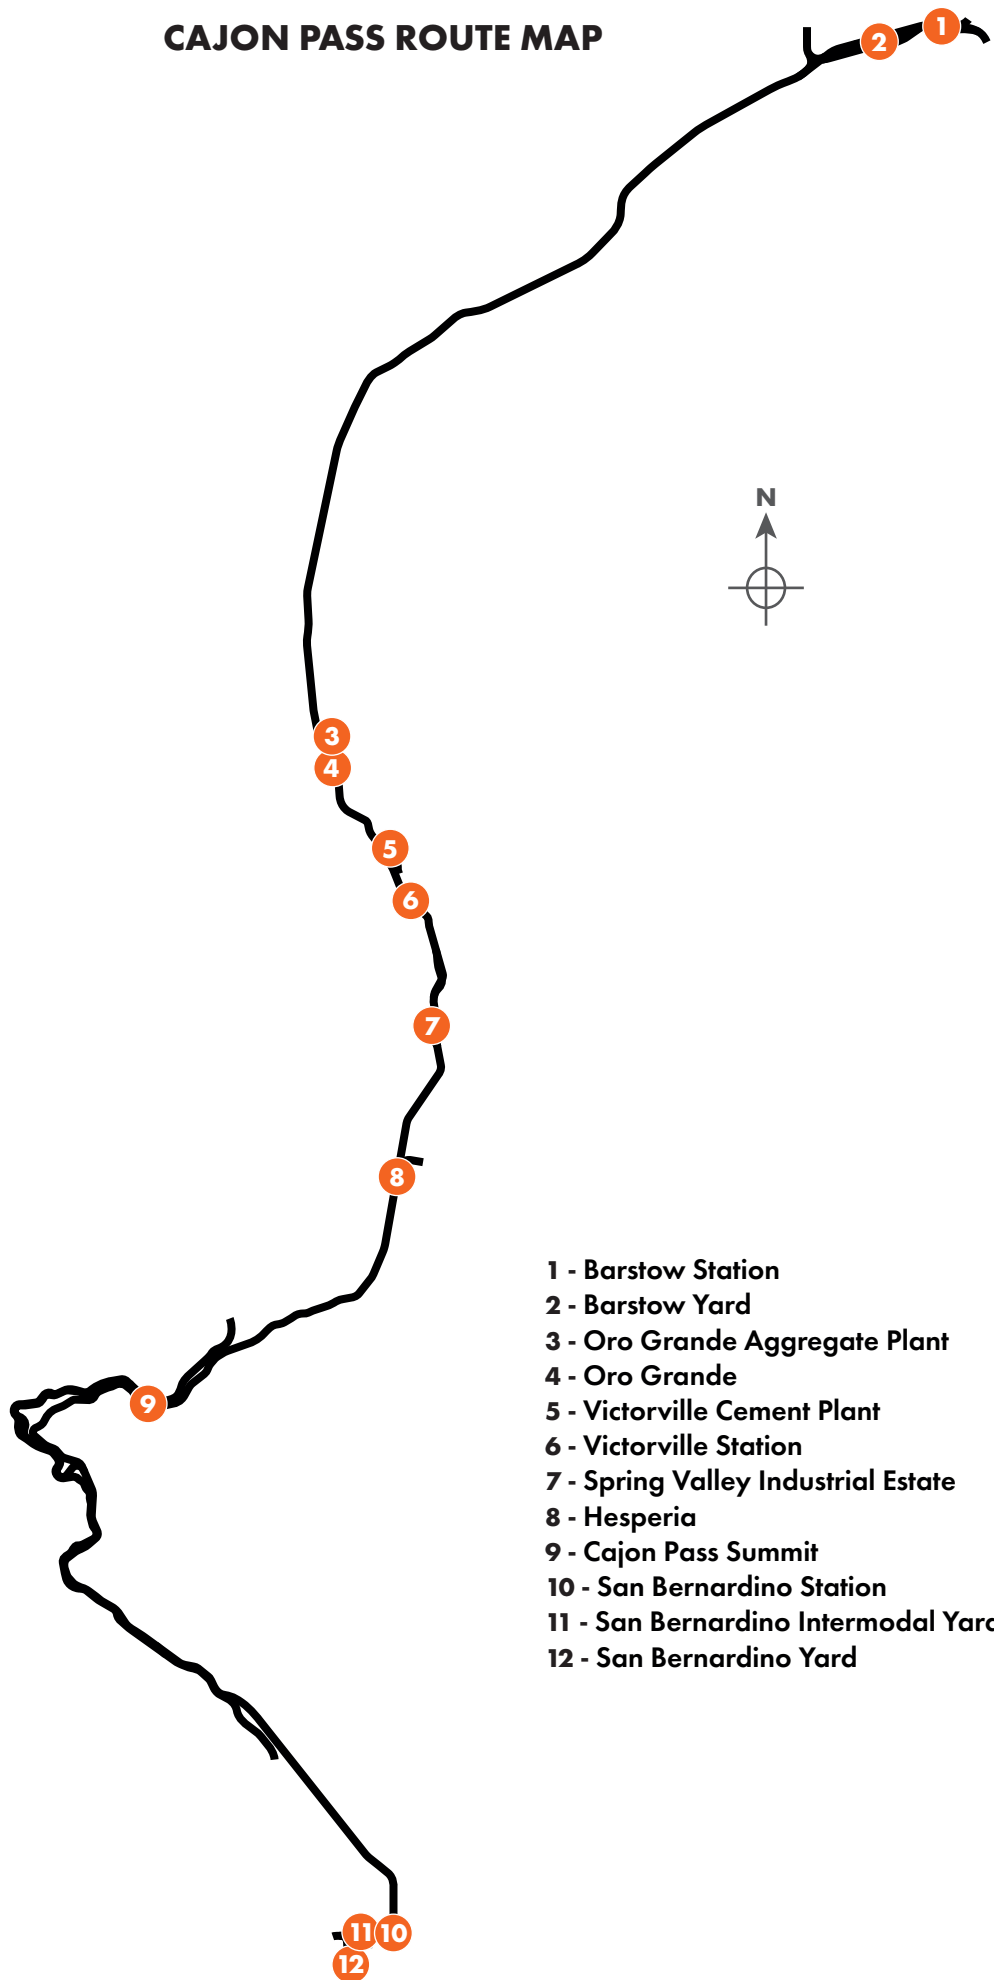 CAJON PASS ROUTE MAP
1
2
N
3
4
5
6
7
8
9
1 - Barstow Station
2 - Barstow Yard
3 - Oro Grande Aggregate Plant
4 - Oro Grande
5 - Victorville Cement Plant
6 - Victorville Station
7 - Spring Valley Industrial Estate
8 - Hesperia
9 - Cajon Pass Summit
10 - San Bernardino Station
11 - San Bernardino Intermodal Yard
12 - San Bernardino Yard
11 10
12